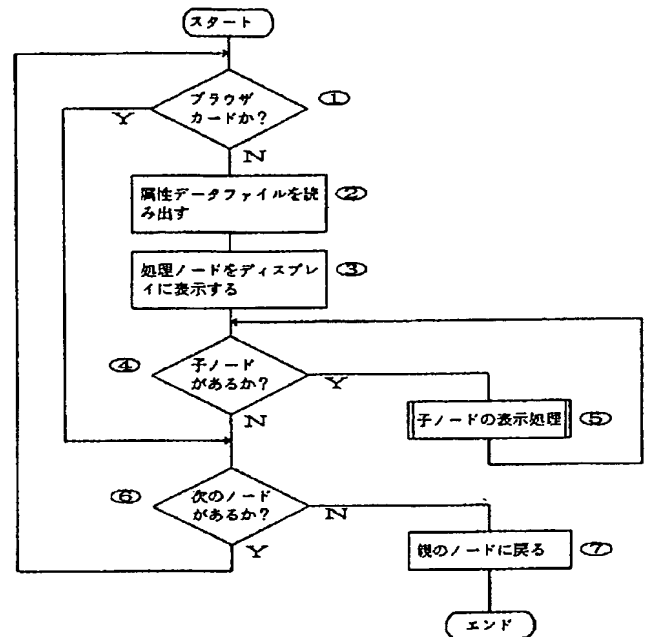 スタート
ブラウザ
カードか?
①
Y
N
属性データファイルを読
み出す
②
処理ノードをディスプレ
イに表示する
③
④
子ノード
があるか?
Y
N
子ノードの表示処理
⑤
⑥
次のノード
があるか?
N
Y
親のノードに戻る
⑦
エンド